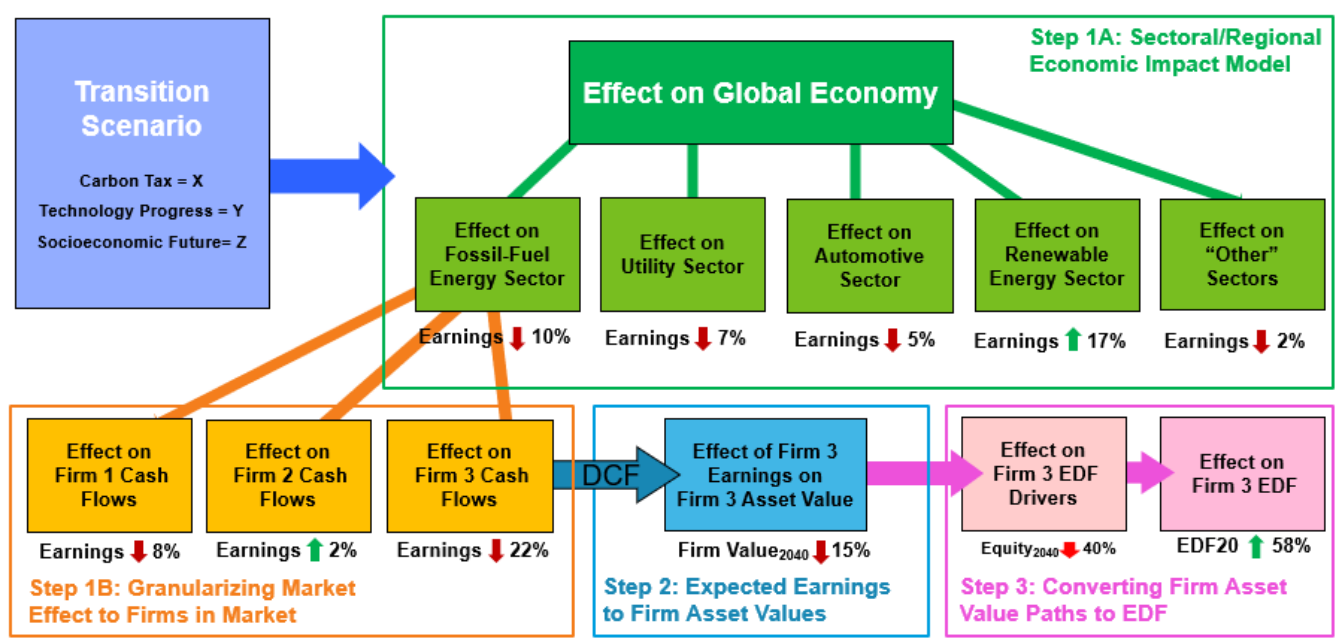 Transition
Scenario
Carbon Tax = X
Technology Progress = Y
Socioeconomic Future= Z
Step 1A: Sectoral/Regional
Economic Impact Model
Effect on Global Economy
Effect on
Fossil-Fuel
Energy Sector
Earnings 10%
Effect on
Utility Sector
Earnings 7%
Effect on
Automotive
Sector
Earnings 5%
Effect on
Renewable
Energy Sector
Earnings 17%
Effect on
“Other”
Sectors
Earnings 2%
Effect on
Firm 1 Cash
Flows
Earnings 8%
Effect on
Firm 2 Cash
Flows
Earnings 2%
Effect on
Firm 3 Cash
Flows
Earnings 22%
Step 1B: Granularizing Market
Effect to Firms in Market
DCF
Effect of Firm 3
Earnings on
Firm 3 Asset Value
Firm Value2040 15%
Step 2: Expected Earnings
to Firm Asset Values
Effect on
Firm 3 EDF
Drivers
Equity2040 40%
Effect on
Firm 3 EDF
EDF20 58%
Step 3: Converting Firm Asset
Value Paths to EDF